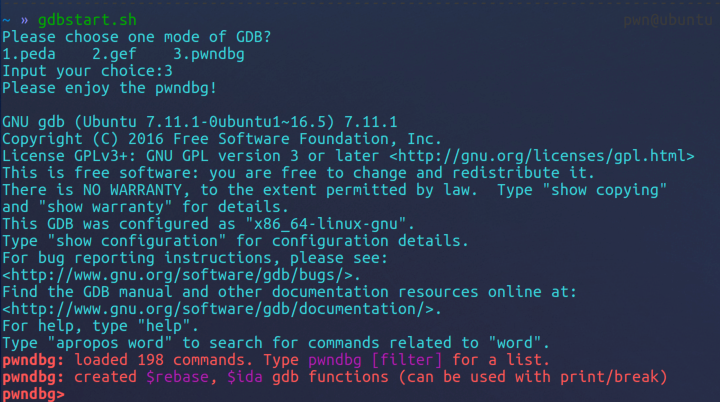 ~ » gdbstart.sh pwn@ubuntu
Please choose one mode of GDB?
1.peda    2.gef    3.pwndbg
Input your choice:3
Please enjoy the pwndbg!
GNU gdb (Ubuntu 7.11.1-0ubuntu1~16.5) 7.11.1
Copyright (C) 2016 Free Software Foundation, Inc.
License GPLv3+: GNU GPL version 3 or later <http://gnu.org/licenses/gpl.html>
This is free software: you are free to change and redistribute it.
There is NO WARRANTY, to the extent permitted by law.  Type "show copying"
and "show warranty" for details.
This GDB was configured as "x86_64-linux-gnu".
Type "show configuration" for configuration details.
For bug reporting instructions, please see:
<http://www.gnu.org/software/gdb/bugs/>.
Find the GDB manual and other documentation resources online at:
<http://www.gnu.org/software/gdb/documentation/>.
For help, type "help".
Type "apropos word" to search for commands related to "word".
pwndbg: loaded 198 commands. Type pwndbg [filter] for a list.
pwndbg: created $rebase, $ida gdb functions (can be used with print/break)
pwndbg>